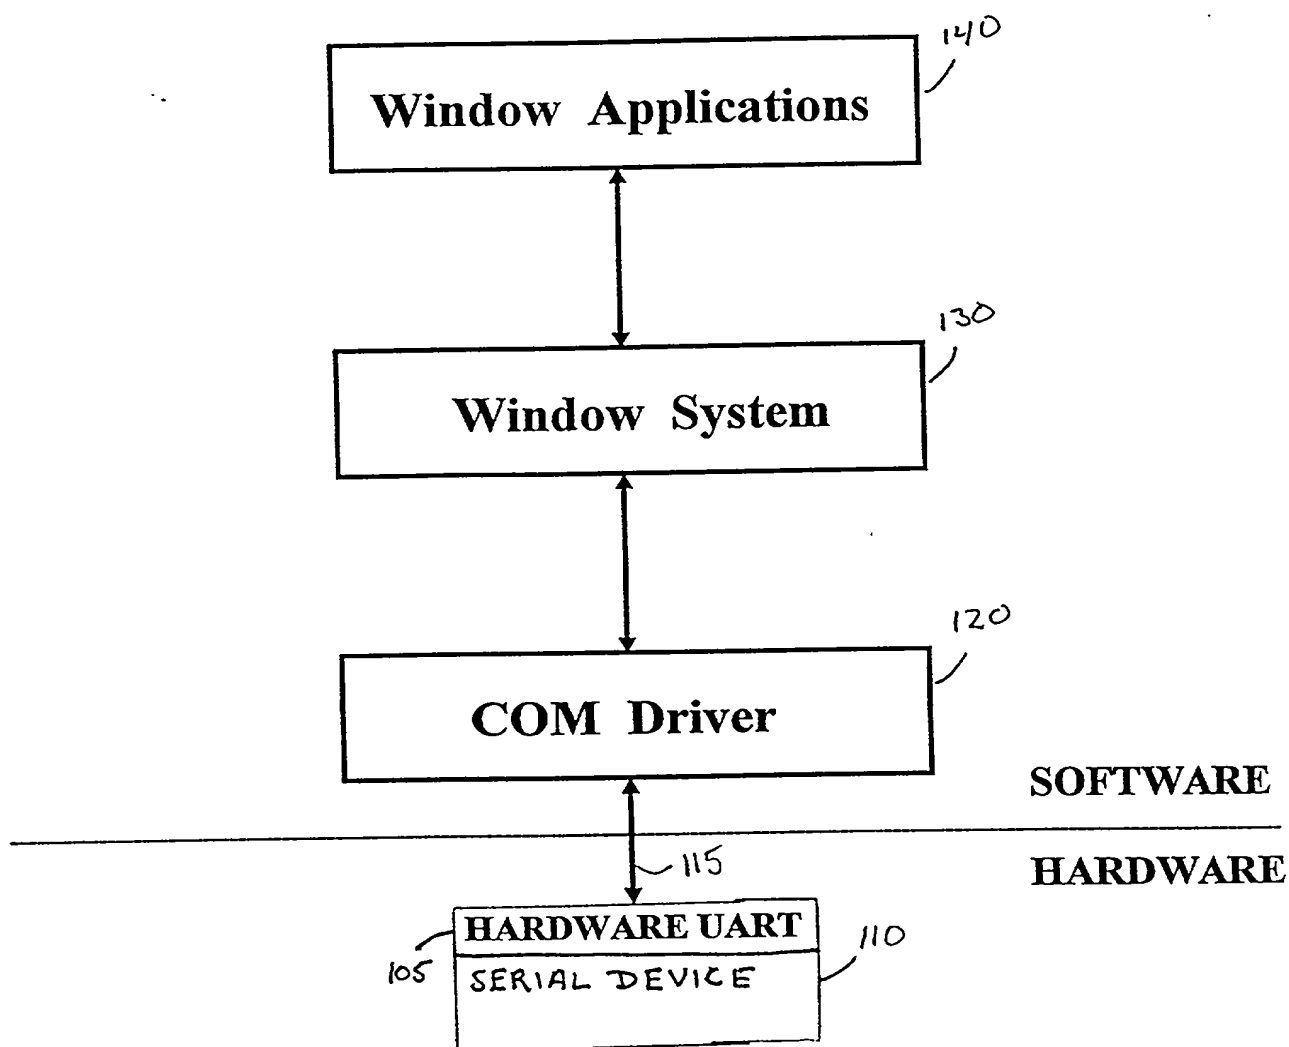 140
Window Applications
130
Window System
120
COM Driver
SOFTWARE
115
HARDWARE
HARDWARE UART
110
105
SERIAL DEVICE